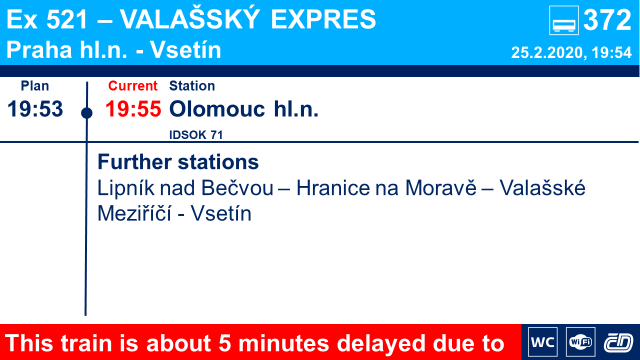 Ex 521 – VALAŠSKÝ EXPRES
372
Praha hl.n. - Vsetín
25.2.2020, 19:54
Plan
Current
Station
19:53
19:55
Olomouc hl.n.
IDSOK 71
Further stations
Lipník nad Bečvou – Hranice na Moravě – Valašské
Meziříčí - Vsetín
This train is about 5 minutes delayed due to
WC
WiFi
ČD